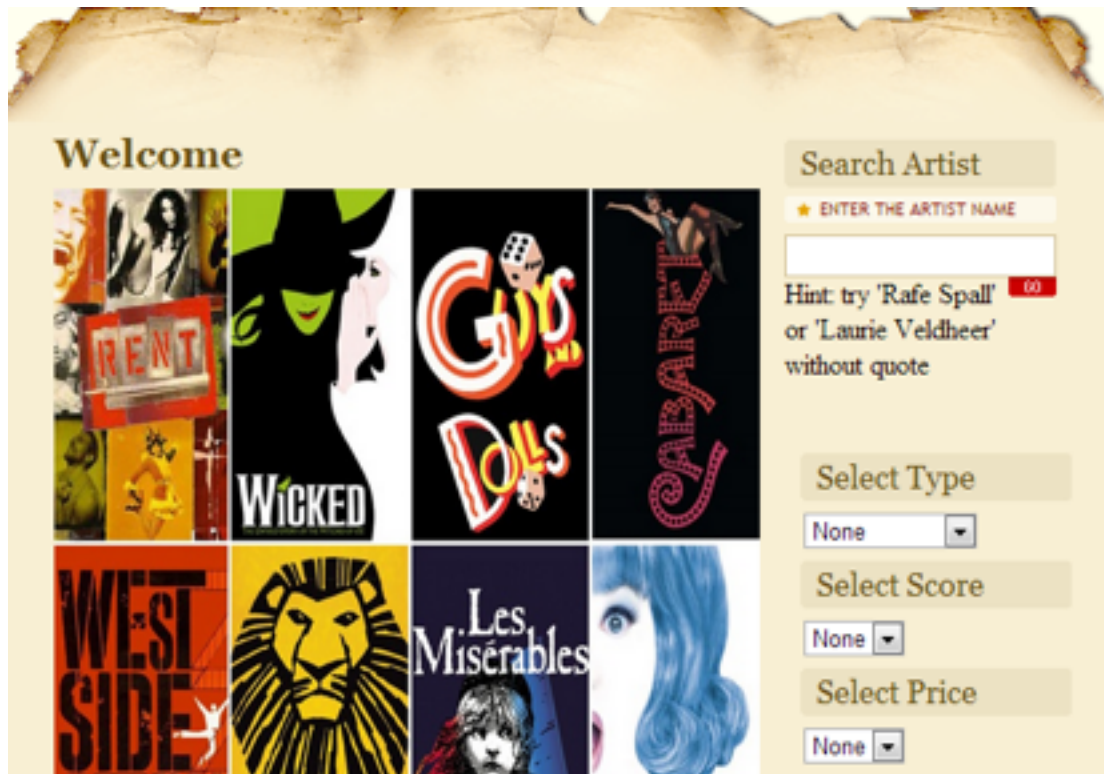 Welcome
RENT
WICKED
GUYS
AND
DOLLS
CABARET
WEST
SIDE
Les
Misérables
Search Artist
ENTER THE ARTIST NAME
GO
Hint: try 'Rafe Spall'
or 'Laurie Veldheer'
without quote
Select Type
None
Select Score
None
Select Price
None